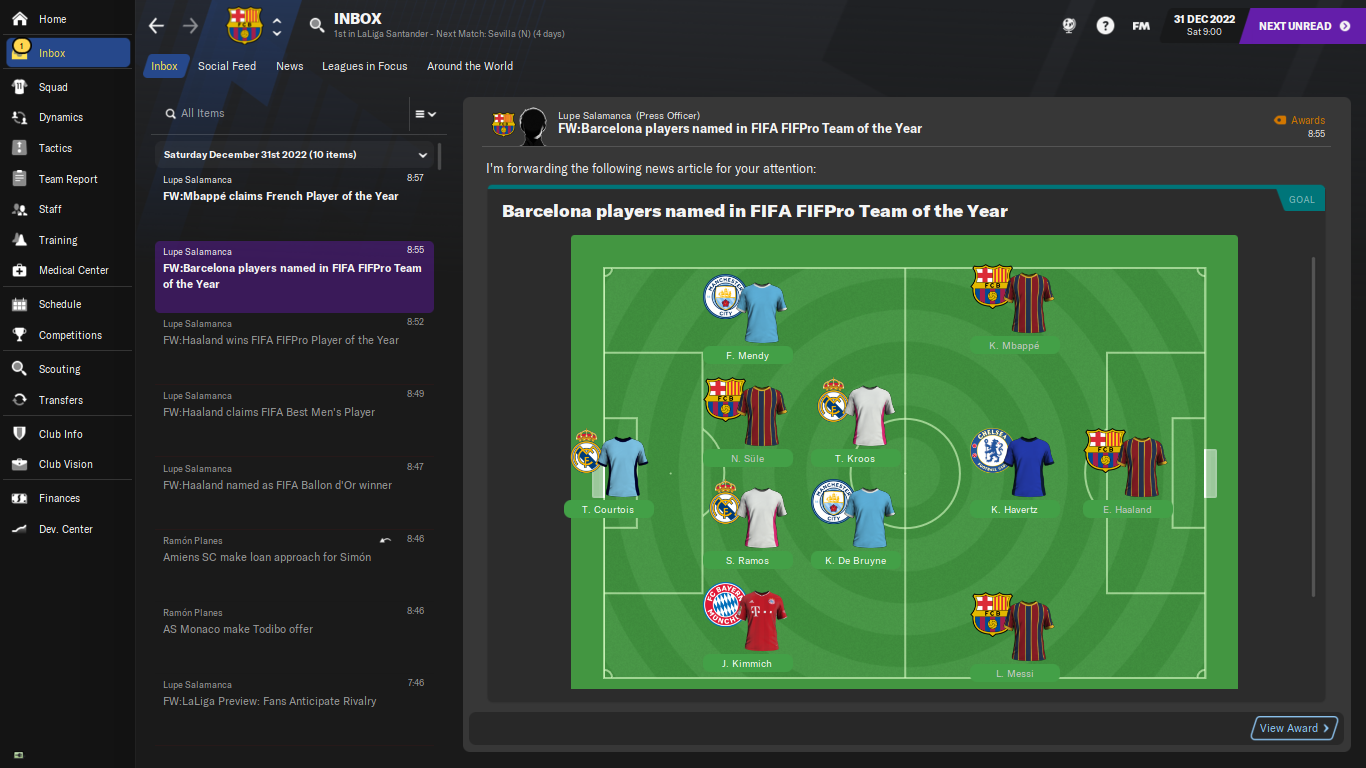 Home
1
Inbox
Squad
Dynamics
Tactics
Team Report
Staff
Training
Medical Center
Schedule
Competitions
Scouting
Transfers
Club Info
Club Vision
Finances
Dev. Center
INBOX
1st in LaLiga Santander - Next Match: Sevilla (N) (4 days)
FM
31 DEC 2022
Sat 9:00
NEXT UNREAD
Inbox Social Feed News Leagues in Focus Around the World
All Items
Saturday December 31st 2022 (10 items)
Lupe Salamanca 8:57
FW:Mbappé claims French Player of the Year
Lupe Salamanca 8:55
FW:Barcelona players named in FIFA FIFPro Team
of the Year
Lupe Salamanca 8:52
FW:Haaland wins FIFA FIFPro Player of the Year
Lupe Salamanca 8:49
FW:Haaland claims FIFA Best Men's Player
Lupe Salamanca 8:47
FW:Haaland named as FIFA Ballon d'Or winner
Ramón Planes 8:46
Amiens SC make loan approach for Simón
Ramón Planes 8:46
AS Monaco make Todibo offer
Lupe Salamanca 7:46
FW:LaLiga Preview: Fans Anticipate Rivalry
Lupe Salamanca (Press Officer)
FW:Barcelona players named in FIFA FIFPro Team of the Year
Awards
8:55
I'm forwarding the following news article for your attention:
GOAL
Barcelona players named in FIFA FIFPro Team of the Year
F. Mendy
K. Mbappé
N. Süle
T. Kroos
T. Courtois
K. Havertz
E. Haaland
S. Ramos
K. De Bruyne
J. Kimmich
L. Messi
View Award